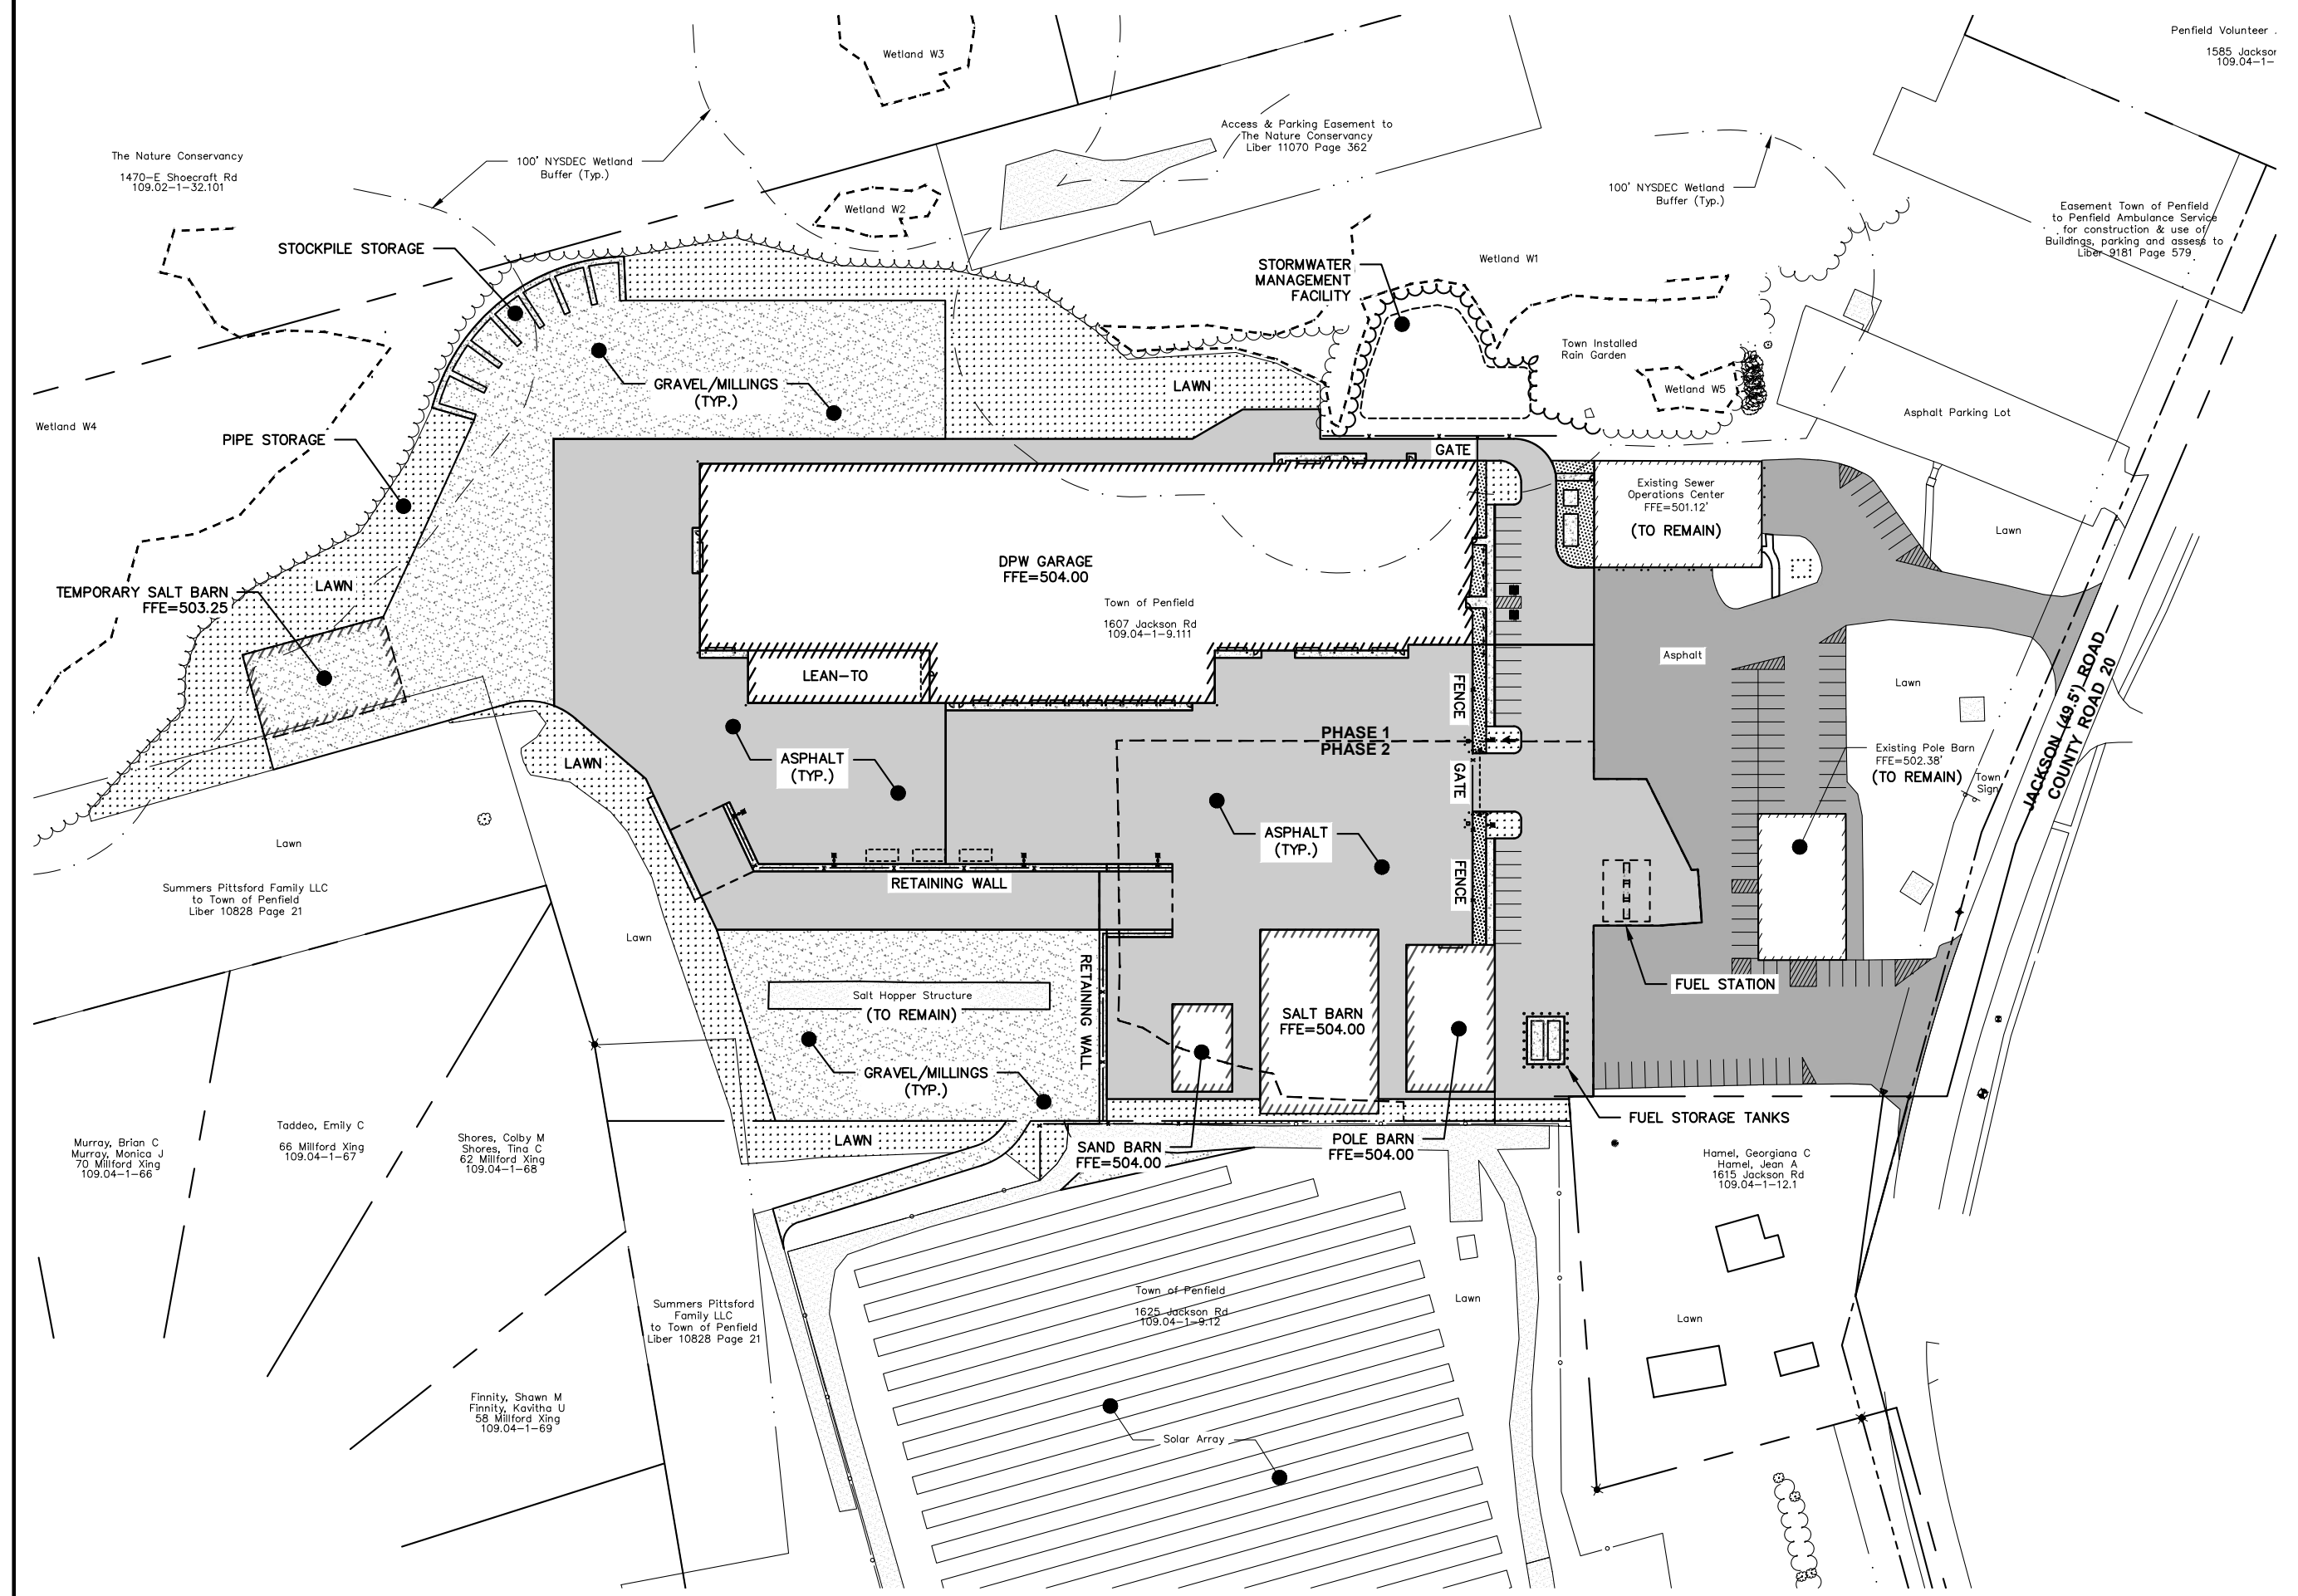 Wetland W3
Penfield Volunteer
1585 Jackson
109.04-1-
The Nature Conservancy
1470-E Shoecraft Rd
109.02-1-32.101
100' NYSDEC Wetland
Buffer (Typ.)
Access & Parking Easement to
The Nature Conservancy
Liber 11070 Page 362
100' NYSDEC Wetland
Buffer (Typ.)
Wetland W2
Easement Town of Penfield
to Penfield Ambulance Service
for construction & use of
Buildings, parking and assess to
Liber 9181 Page 579
STOCKPILE STORAGE
STORMWATER
MANAGEMENT
FACILITY
Wetland W1
Town Installed
Rain Garden
Wetland W5
GRAVEL/MILLINGS
(TYP.)
LAWN
Asphalt Parking Lot
Wetland W4
PIPE STORAGE
GATE
Existing Sewer
Operations Center
FFE=501.12'
(TO REMAIN)
Lawn
DPW GARAGE
FFE=504.00
Town of Penfield
1607 Jackson Rd
109.04-1-9.111
LAWN
TEMPORARY SALT BARN
FFE=503.25
LEAN-TO
Asphalt
Lawn
JACKSON (49.5') ROAD
COUNTY ROAD 20
FENCE
PHASE 1
PHASE 2
Existing Pole Barn
FFE=502.38'
(TO REMAIN)
Town
Sign
LAWN
ASPHALT
(TYP.)
GATE
ASPHALT
(TYP.)
Lawn
RETAINING WALL
FENCE
Summers Pittsford Family LLC
to Town of Penfield
Liber 10828 Page 21
Lawn
RETAINING WALL
FUEL STATION
Salt Hopper Structure
(TO REMAIN)
SALT BARN
FFE=504.00
GRAVEL/MILLINGS
(TYP.)
FUEL STORAGE TANKS
LAWN
SAND BARN
FFE=504.00
POLE BARN
FFE=504.00
Murray, Brian C
Murray, Monica J
70 Millford Xing
109.04-1-66
Taddeo, Emily C
66 Millford Xing
109.04-1-67
Shores, Colby M
Shores, Tina C
62 Millford Xing
109.04-1-68
Hamel, Georgiana C
Hamel, Jean A
1615 Jackson Rd
109.04-1-12.1
Summers Pittsford
Family LLC
to Town of Penfield
Liber 10828 Page 21
Town of Penfield
1625 Jackson Rd
109.04-1-9.12
Lawn
Lawn
Finnity, Shawn M
Finnity, Kavitha U
58 Millford Xing
109.04-1-69
Solar Array